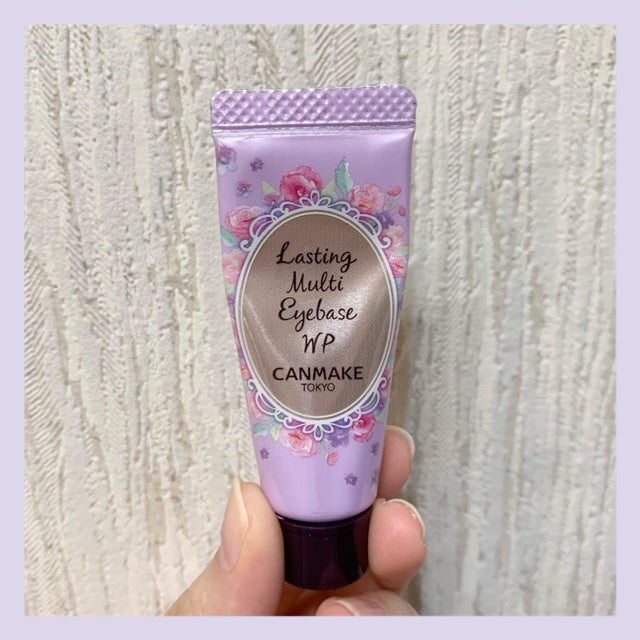 Lasting
Multi
Eyebase
WP
CANMAKE
TOKYO